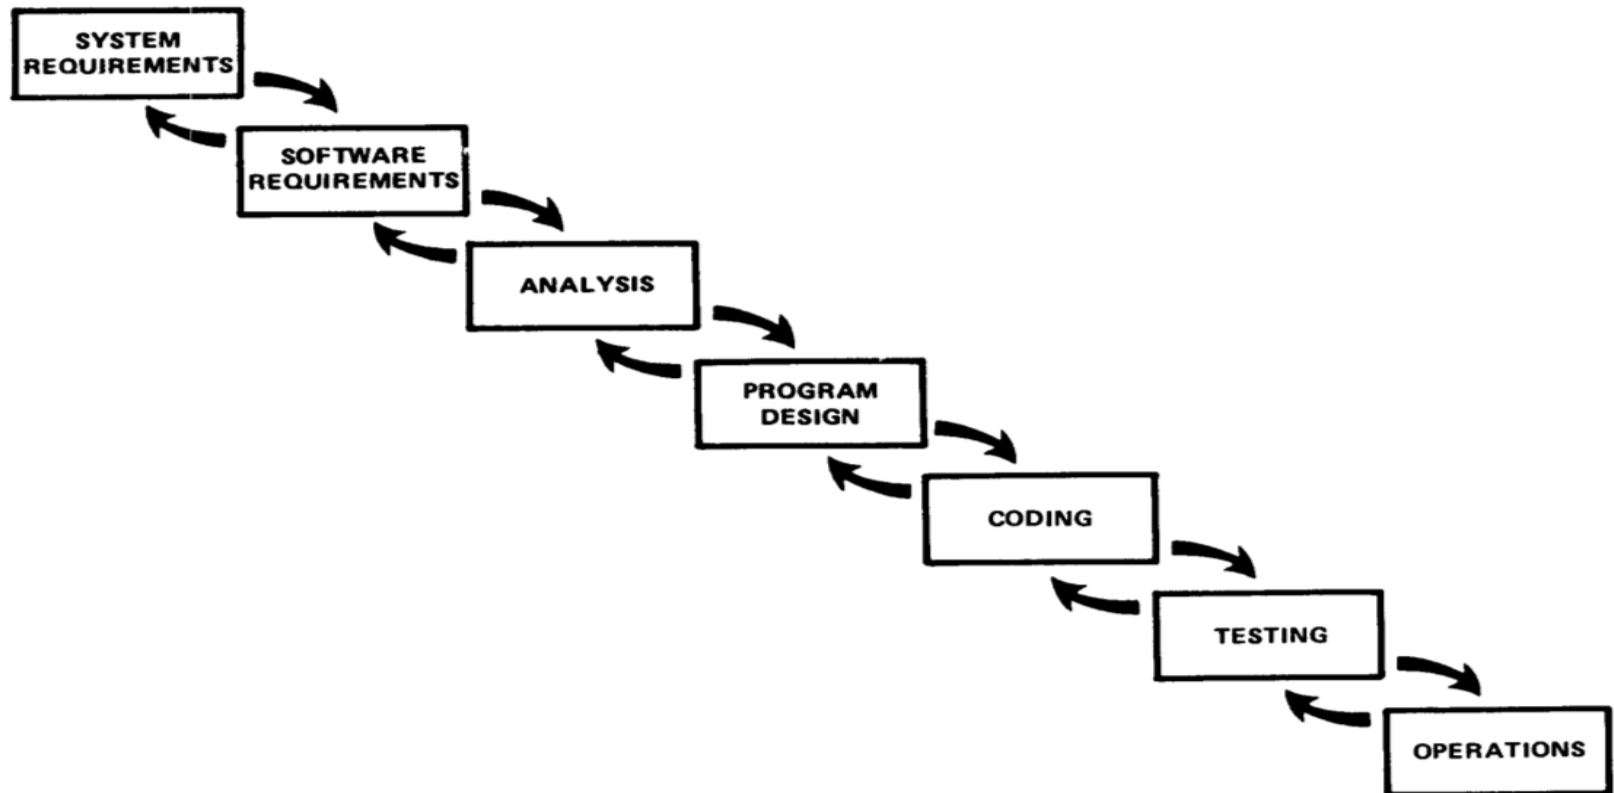 SYSTEM
REQUIREMENTS
SOFTWARE
REQUIREMENTS
ANALYSIS
PROGRAM
DESIGN
CODING
TESTING
OPERATIONS